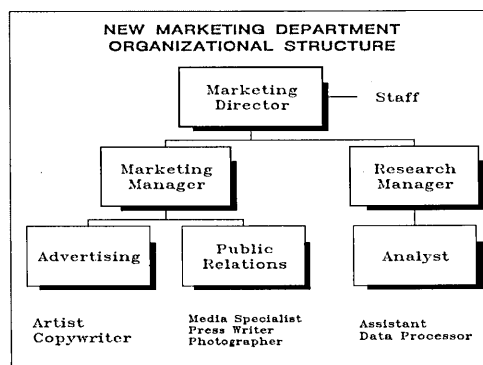 NEW MARKETING DEPARTMENT
ORGANIZATIONAL STRUCTURE
Marketing
Director
Staff
Marketing
Manager
Research
Manager
Advertising
Public
Relations
Analyst
Artist
Copywriter
Media Specialist
Press Writer
Photographer
Assistant
Data Processor